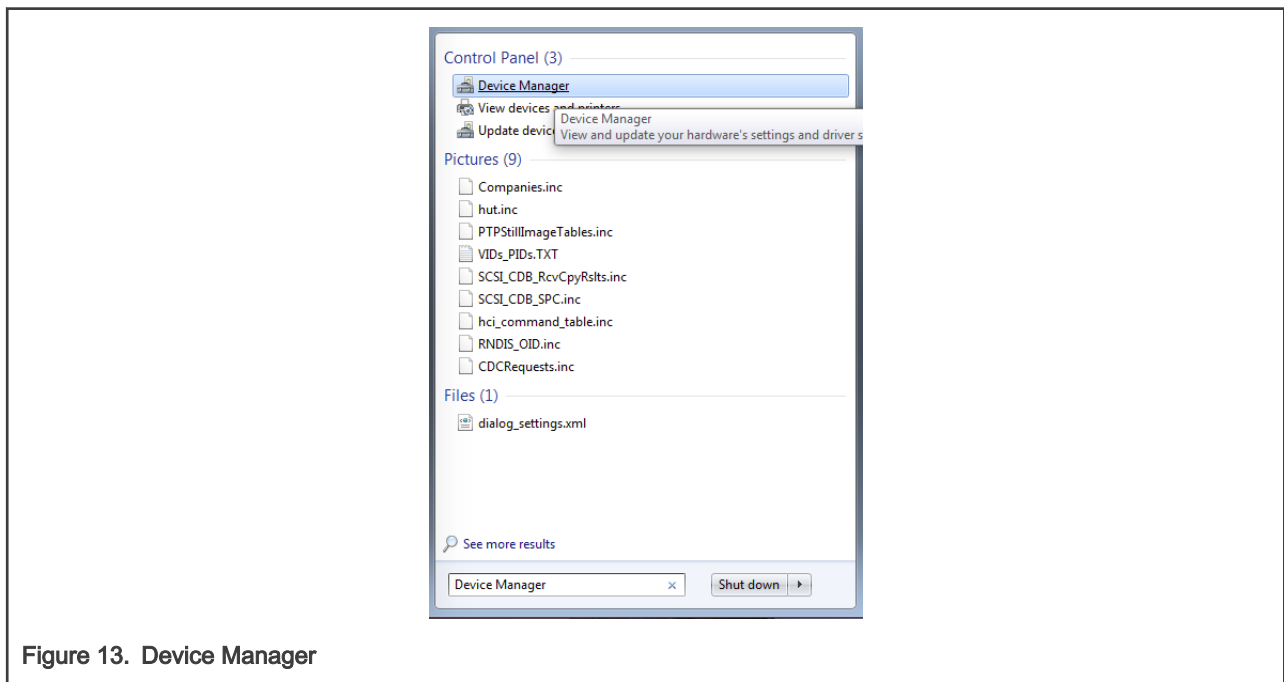 Control Panel (3)
Device Manager
View devices and printers
Device Manager
Update device
View and update your hardware's settings and driver s
Pictures (9)
Companies.inc
hut.inc
PTPStillImageTables.inc
VIDs_PIDs.TXT
SCSI_CDB_RcvCpyRslts.inc
SCSI_CDB_SPC.inc
hci_command_table.inc
RNDIS_OID.inc
CDCRequests.inc
Files (1)
dialog_settings.xml
See more results
Device Manager
Shut down
Figure 13. Device Manager